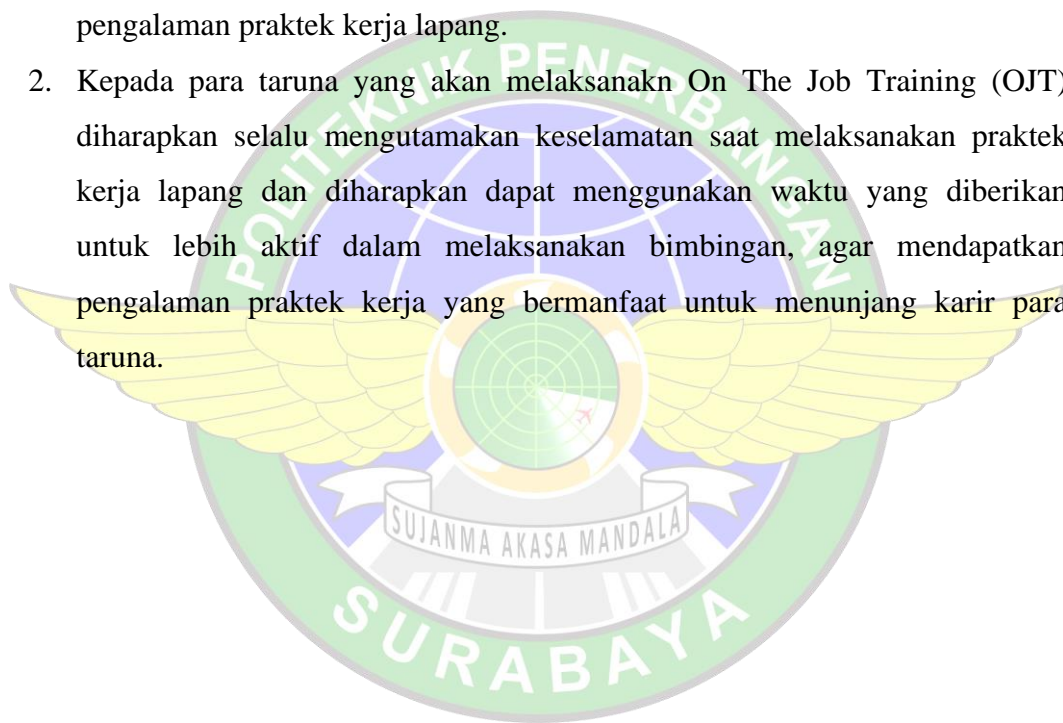 pengalaman praktek kerja lapang.
2. Kepada para taruna yang akan melaksanakn On The Job Training (OJT)
diharapkan selalu mengutamakan keselamatan saat melaksanakan praktek
kerja lapang dan diharapkan dapat menggunakan waktu yang diberikan
untuk lebih aktif dalam melaksanakan bimbingan, agar mendapatkan
pengalaman praktek kerja yang bermanfaat untuk menunjang karir para
taruna.
POLITEKNIK PENERBANGAN
SUJANMA AKASA MANDALA
SURABAYA